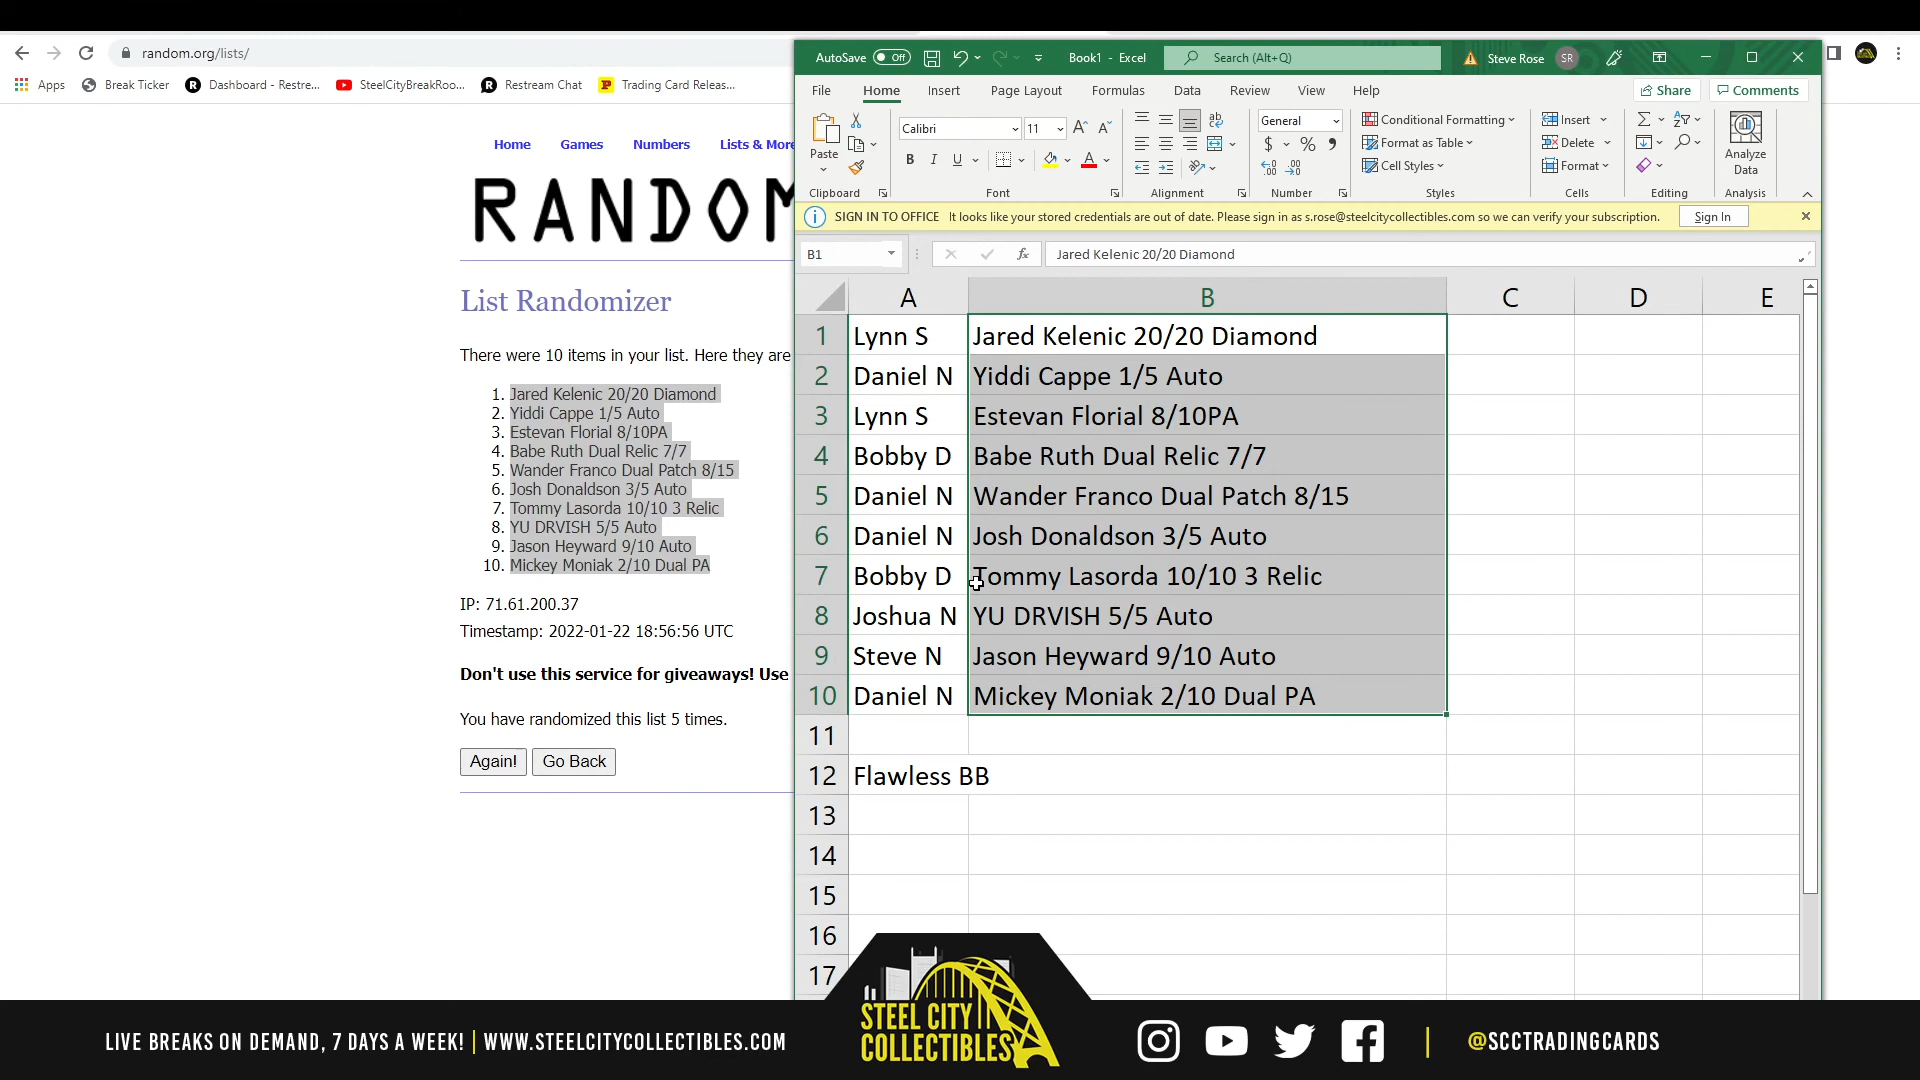 random.org/lists/
Apps Break Ticker Dashboard - Restre... SteelCityBreakRoo... Restream Chat Trading Card Releas...
Home Games Numbers Lists & More
RANDOM
List Randomizer
There were 10 items in your list. Here they are
1. Jared Kelenic 20/20 Diamond
2. Yiddi Cappe 1/5 Auto
3. Estevan Florial 8/10PA
4. Babe Ruth Dual Relic 7/7
5. Wander Franco Dual Patch 8/15
6. Josh Donaldson 3/5 Auto
7. Tommy Lasorda 10/10 3 Relic
8. YU DRVISH 5/5 Auto
9. Jason Heyward 9/10 Auto
10. Mickey Moniak 2/10 Dual PA
IP: 71.61.200.37
Timestamp: 2022-01-22 18:56:56 UTC
Don't use this service for giveaways! Use
You have randomized this list 5 times.
Again! Go Back
AutoSave Off Book1 - Excel Search (Alt+Q) Steve Rose SR
File Home Insert Page Layout Formulas Data Review View Help Share Comments
Paste Calibri 11 General Conditional Formatting Insert
B I U $ % Format as Table Delete Analyze Data
Cell Styles Format
Clipboard Font Alignment Number Styles Cells Editing Analysis
SIGN IN TO OFFICE It looks like your stored credentials are out of date. Please sign in as s.rose@steelcitycollectibles.com so we can verify your subscription. Sign In
B1 fx Jared Kelenic 20/20 Diamond
A B C D E
1 Lynn S Jared Kelenic 20/20 Diamond
2 Daniel N Yiddi Cappe 1/5 Auto
3 Lynn S Estevan Florial 8/10PA
4 Bobby D Babe Ruth Dual Relic 7/7
5 Daniel N Wander Franco Dual Patch 8/15
6 Daniel N Josh Donaldson 3/5 Auto
7 Bobby D Tommy Lasorda 10/10 3 Relic
8 Joshua N YU DRVISH 5/5 Auto
9 Steve N Jason Heyward 9/10 Auto
10 Daniel N Mickey Moniak 2/10 Dual PA
11
12 Flawless BB
13
14
15
16
17
LIVE BREAKS ON DEMAND, 7 DAYS A WEEK! | WWW.STEELCITYCOLLECTIBLES.COM
STEEL CITY
COLLECTIBLES
@SCCTRADINGCARDS